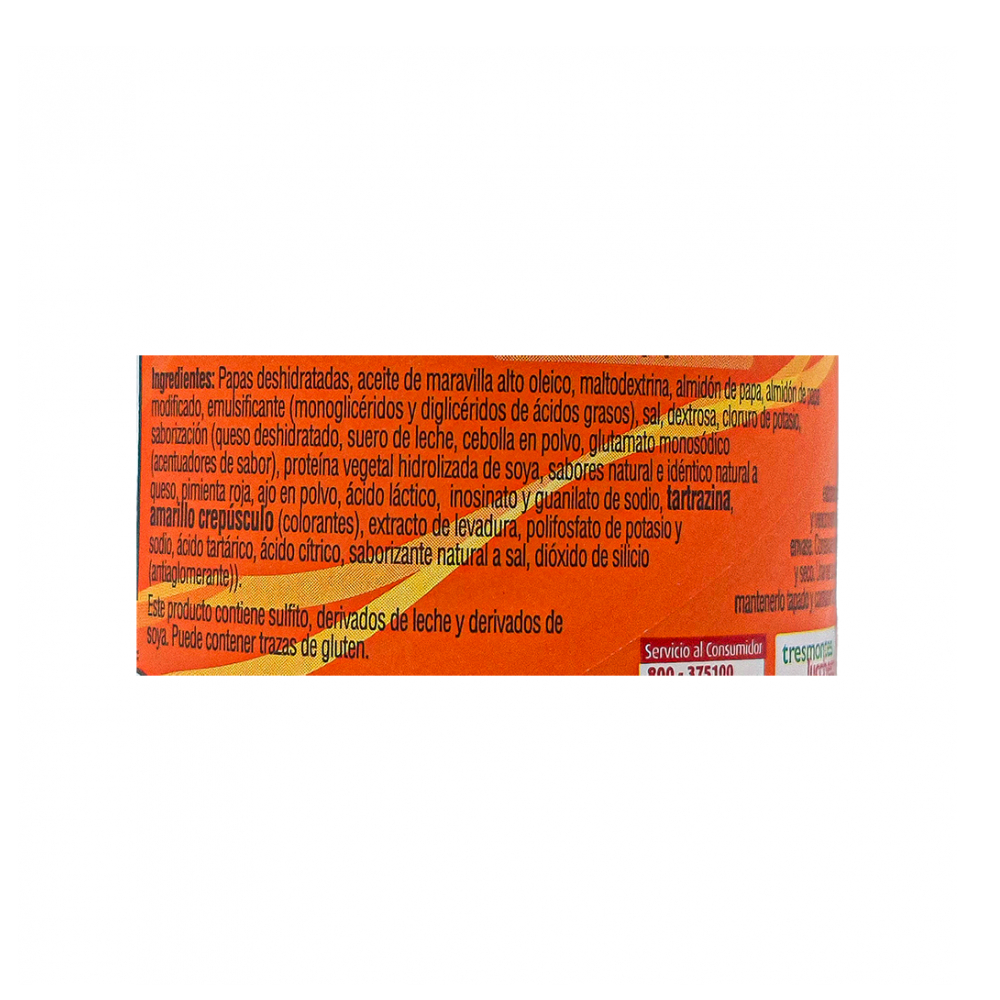 Ingredientes: Papas deshidratadas, aceite de maravilla alto oleico, maltodextrina, almidón de papa, almidón de papa
modificado, emulsificante (monoglicéridos y diglicéridos de ácidos grasos), sal, dextrosa, cloruro de potasio,
saborización (queso deshidratado, suero de leche, cebolla en polvo, glutamato monosódico
(acentuadores de sabor), proteína vegetal hidrolizada de soya, sabores natural e idéntico natural a
queso, pimienta roja, ajo en polvo, ácido láctico, inosinato y guanilato de sodio, tartrazina,
amarillo crepúsculo (colorantes), extracto de levadura, polifosfato de potasio y
sodio, ácido tartárico, ácido cítrico, saborizante natural a sal, dióxido de silicio
(antiaglomerante)).
Este producto contiene sulfito, derivados de leche y derivados de
soya. Puede contener trazas de gluten.
envase.
y seco.
mantenerlo tapado y
Servicio al Consumidor
800 - 375100
tresmontes